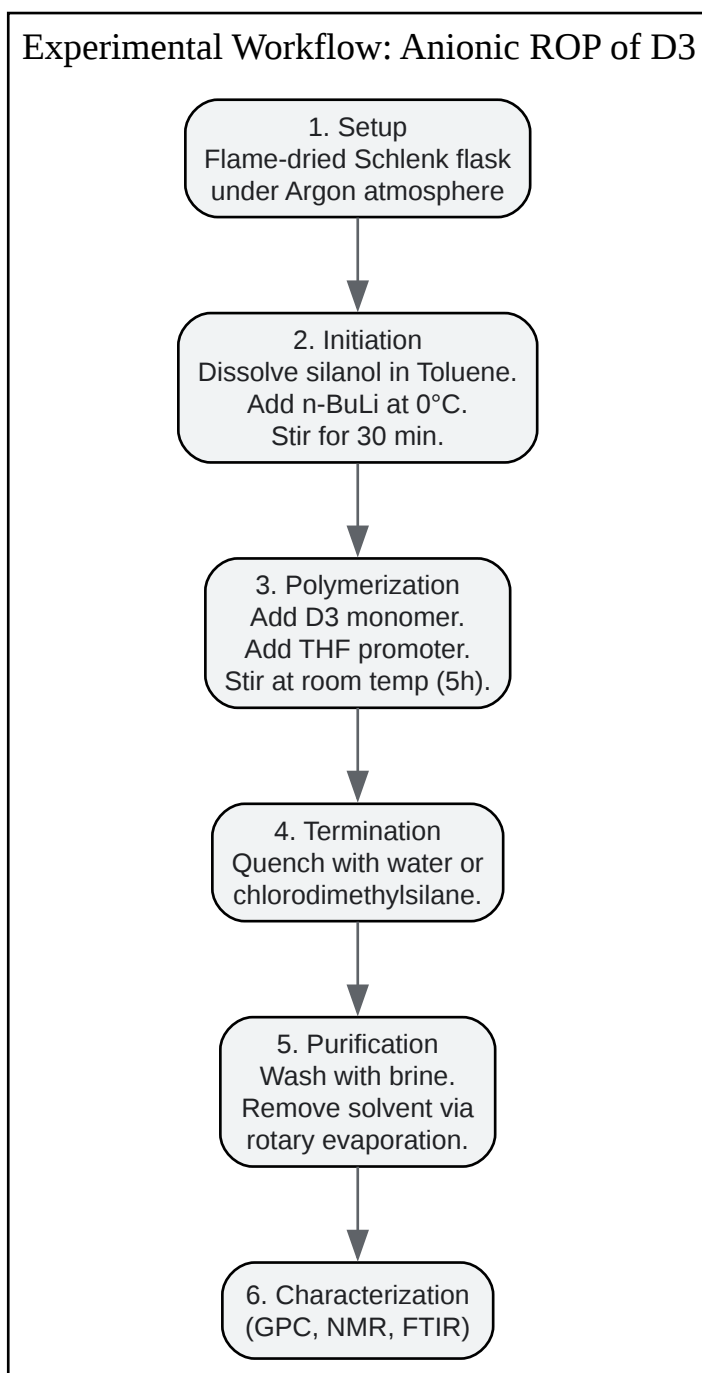 Experimental Workflow: Anionic ROP of D3
1. Setup
Flame-dried Schlenk flask
under Argon atmosphere
2. Initiation
Dissolve silanol in Toluene.
Add n-BuLi at 0°C.
Stir for 30 min.
3. Polymerization
Add D3 monomer.
Add THF promoter.
Stir at room temp (5h).
4. Termination
Quench with water or
chlorodimethylsilane.
5. Purification
Wash with brine.
Remove solvent via
rotary evaporation.
6. Characterization
(GPC, NMR, FTIR)